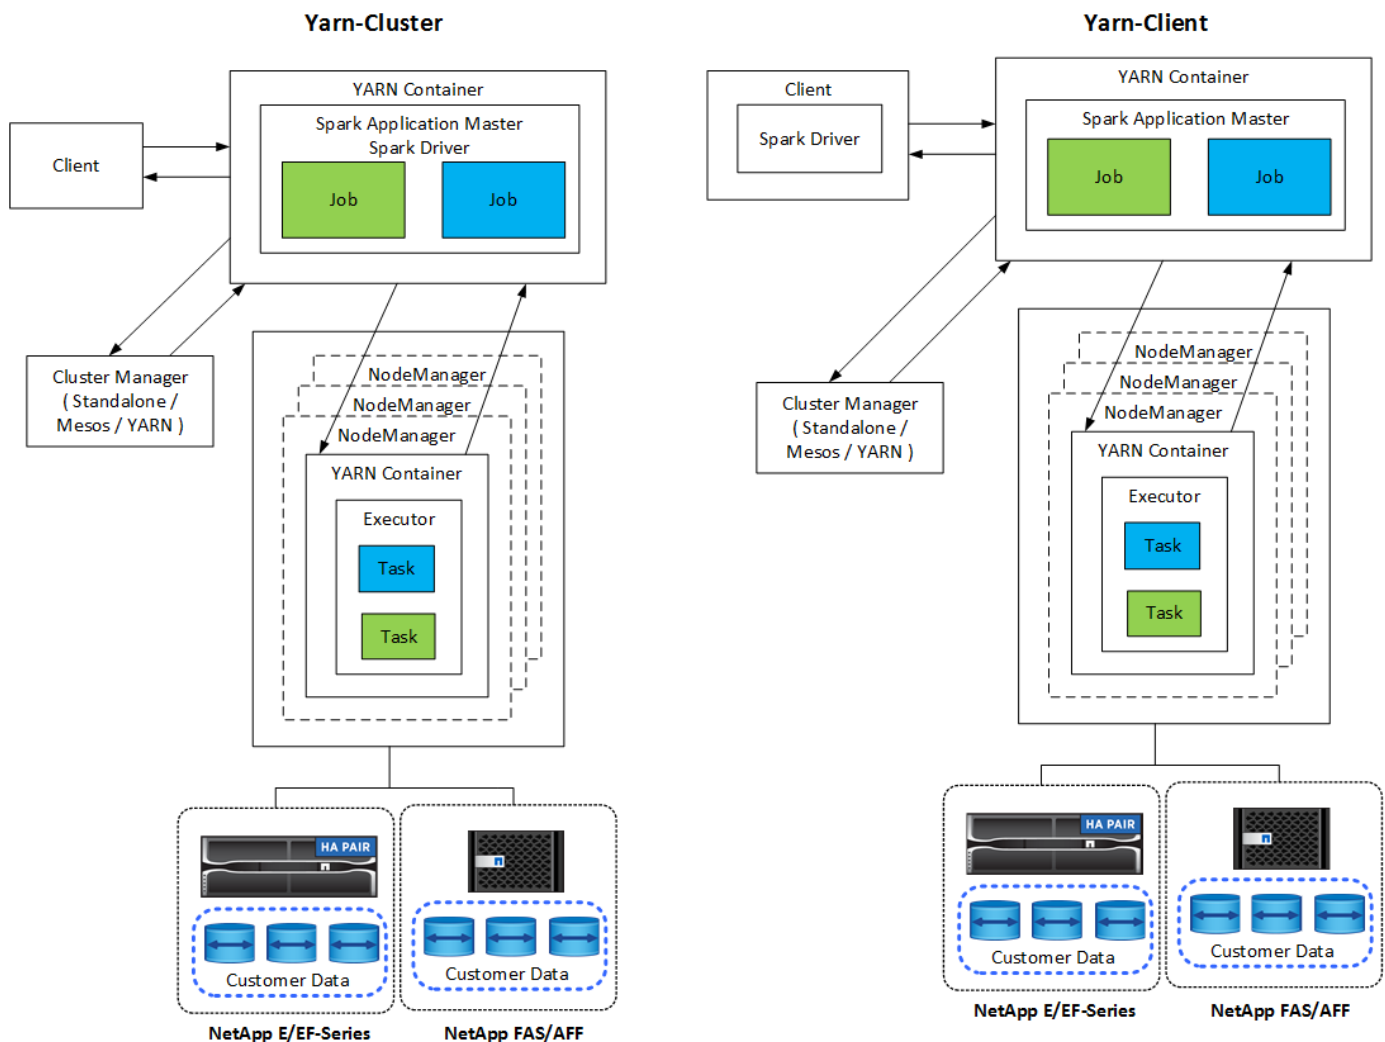 Yarn-Cluster
YARN Container
Spark Application Master
Spark Driver
Job
Job
Client
Cluster Manager
( Standalone /
Mesos / YARN )
NodeManager
NodeManager
NodeManager
YARN Container
Executor
Task
Task
HA PAIR
Customer Data
Customer Data
NetApp E/EF-Series
NetApp FAS/AFF
Yarn-Client
YARN Container
Client
Spark Driver
Spark Application Master
Job
Job
Cluster Manager
( Standalone /
Mesos / YARN )
NodeManager
NodeManager
NodeManager
YARN Container
Executor
Task
Task
HA PAIR
Customer Data
Customer Data
NetApp E/EF-Series
NetApp FAS/AFF